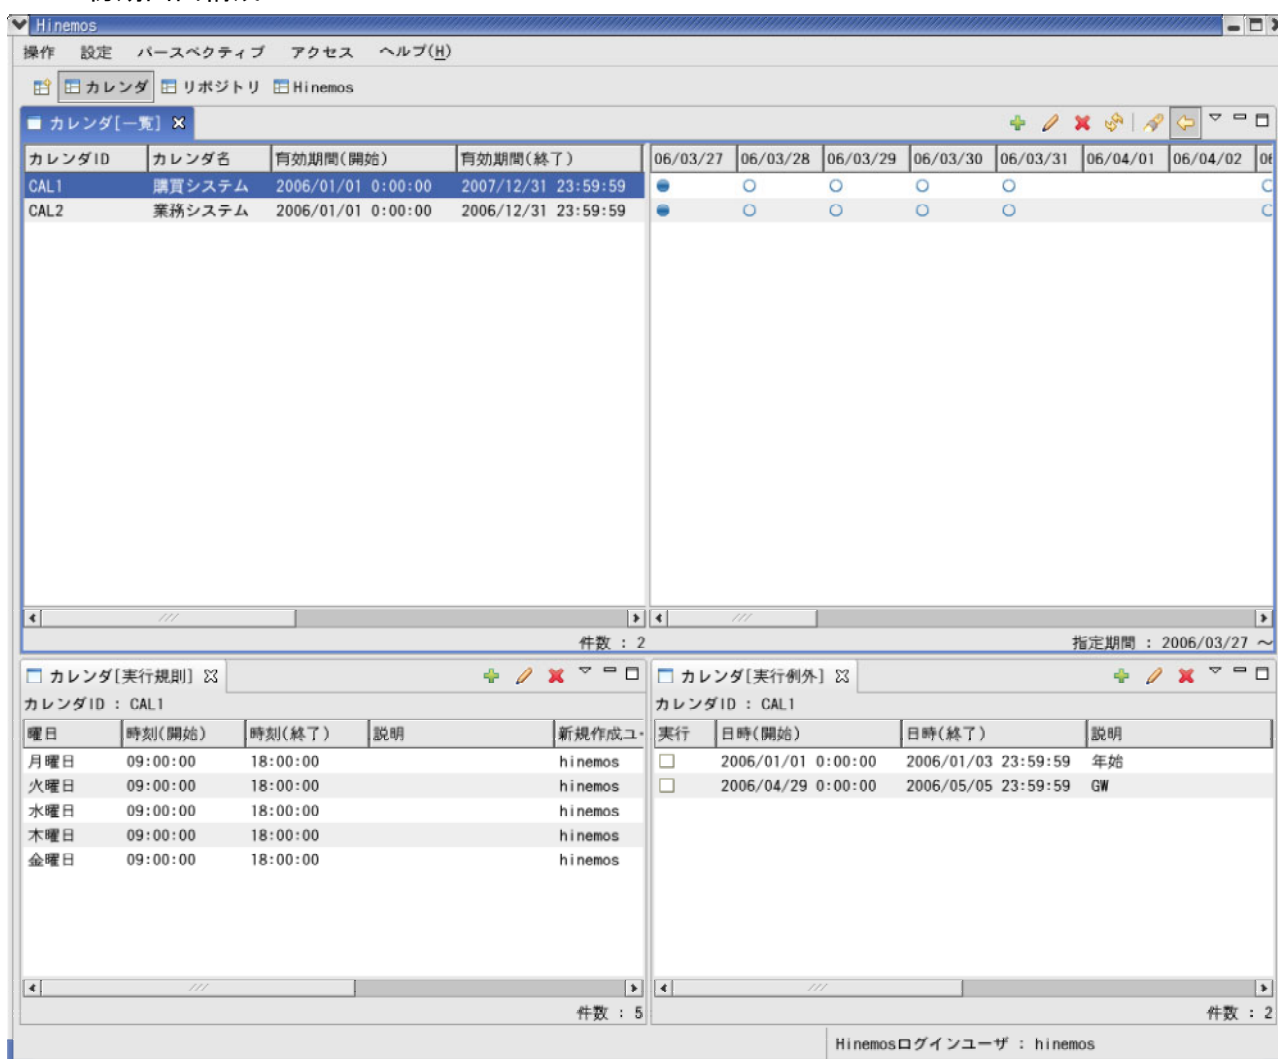 Hinemos
操作 設定 パースペクティブ アクセス ヘルプ(H)
カレンダ リポジトリ Hinemos
カレンダ[一覧]
カレンダID カレンダ名 有効期間(開始) 有効期間(終了) 06/03/27 06/03/28 06/03/29 06/03/30 06/03/31 06/04/01 06/04/02
CAL1 購買システム 2006/01/01 0:00:00 2007/12/31 23:59:59
CAL2 業務システム 2006/01/01 0:00:00 2006/12/31 23:59:59
件数 : 2 指定期間 : 2006/03/27 ～
カレンダ[実行規則]
カレンダID : CAL1
曜日 時刻(開始) 時刻(終了) 説明 新規作成ユ
月曜日 09:00:00 18:00:00 hinemos
火曜日 09:00:00 18:00:00 hinemos
水曜日 09:00:00 18:00:00 hinemos
木曜日 09:00:00 18:00:00 hinemos
金曜日 09:00:00 18:00:00 hinemos
件数 : 5
カレンダ[実行例外]
カレンダID : CAL1
実行 日時(開始) 日時(終了) 説明
2006/01/01 0:00:00 2006/01/03 23:59:59 年始
2006/04/29 0:00:00 2006/05/05 23:59:59 GW
件数 : 2
Hinemosログインユーザ : hinemos